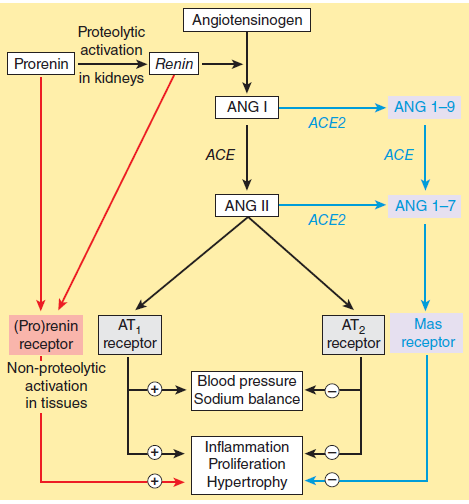 Angiotensinogen
Proteolytic
activation
in kidneys
Prorenin
Renin
ANG I
ACE2
ANG 1–9
ACE
ACE
ANG II
ACE2
ANG 1–7
(Pro)renin
receptor
AT1
receptor
AT2
receptor
Mas
receptor
Non-proteolytic
activation
in tissues
+
Blood pressure
Sodium balance
–
+
Inflammation
Proliferation
Hypertrophy
–
+
–